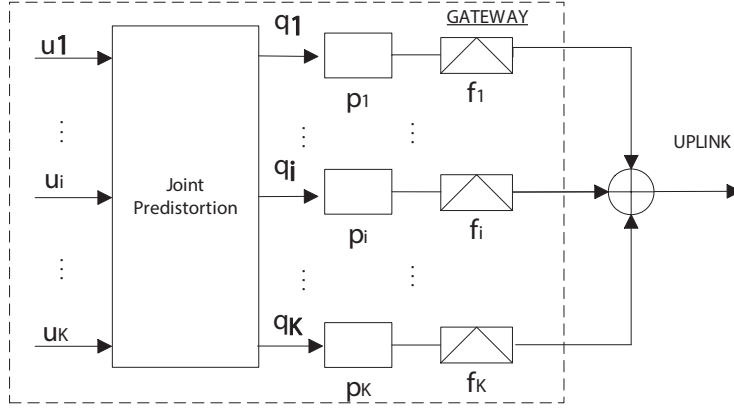 GATEWAY
u1 q1 p1 f1
⋮ ⋮ ⋮
UPLINK
ui Joint Predistortion qi pi fi
⋮ ⋮ ⋮
uK qK pK fK